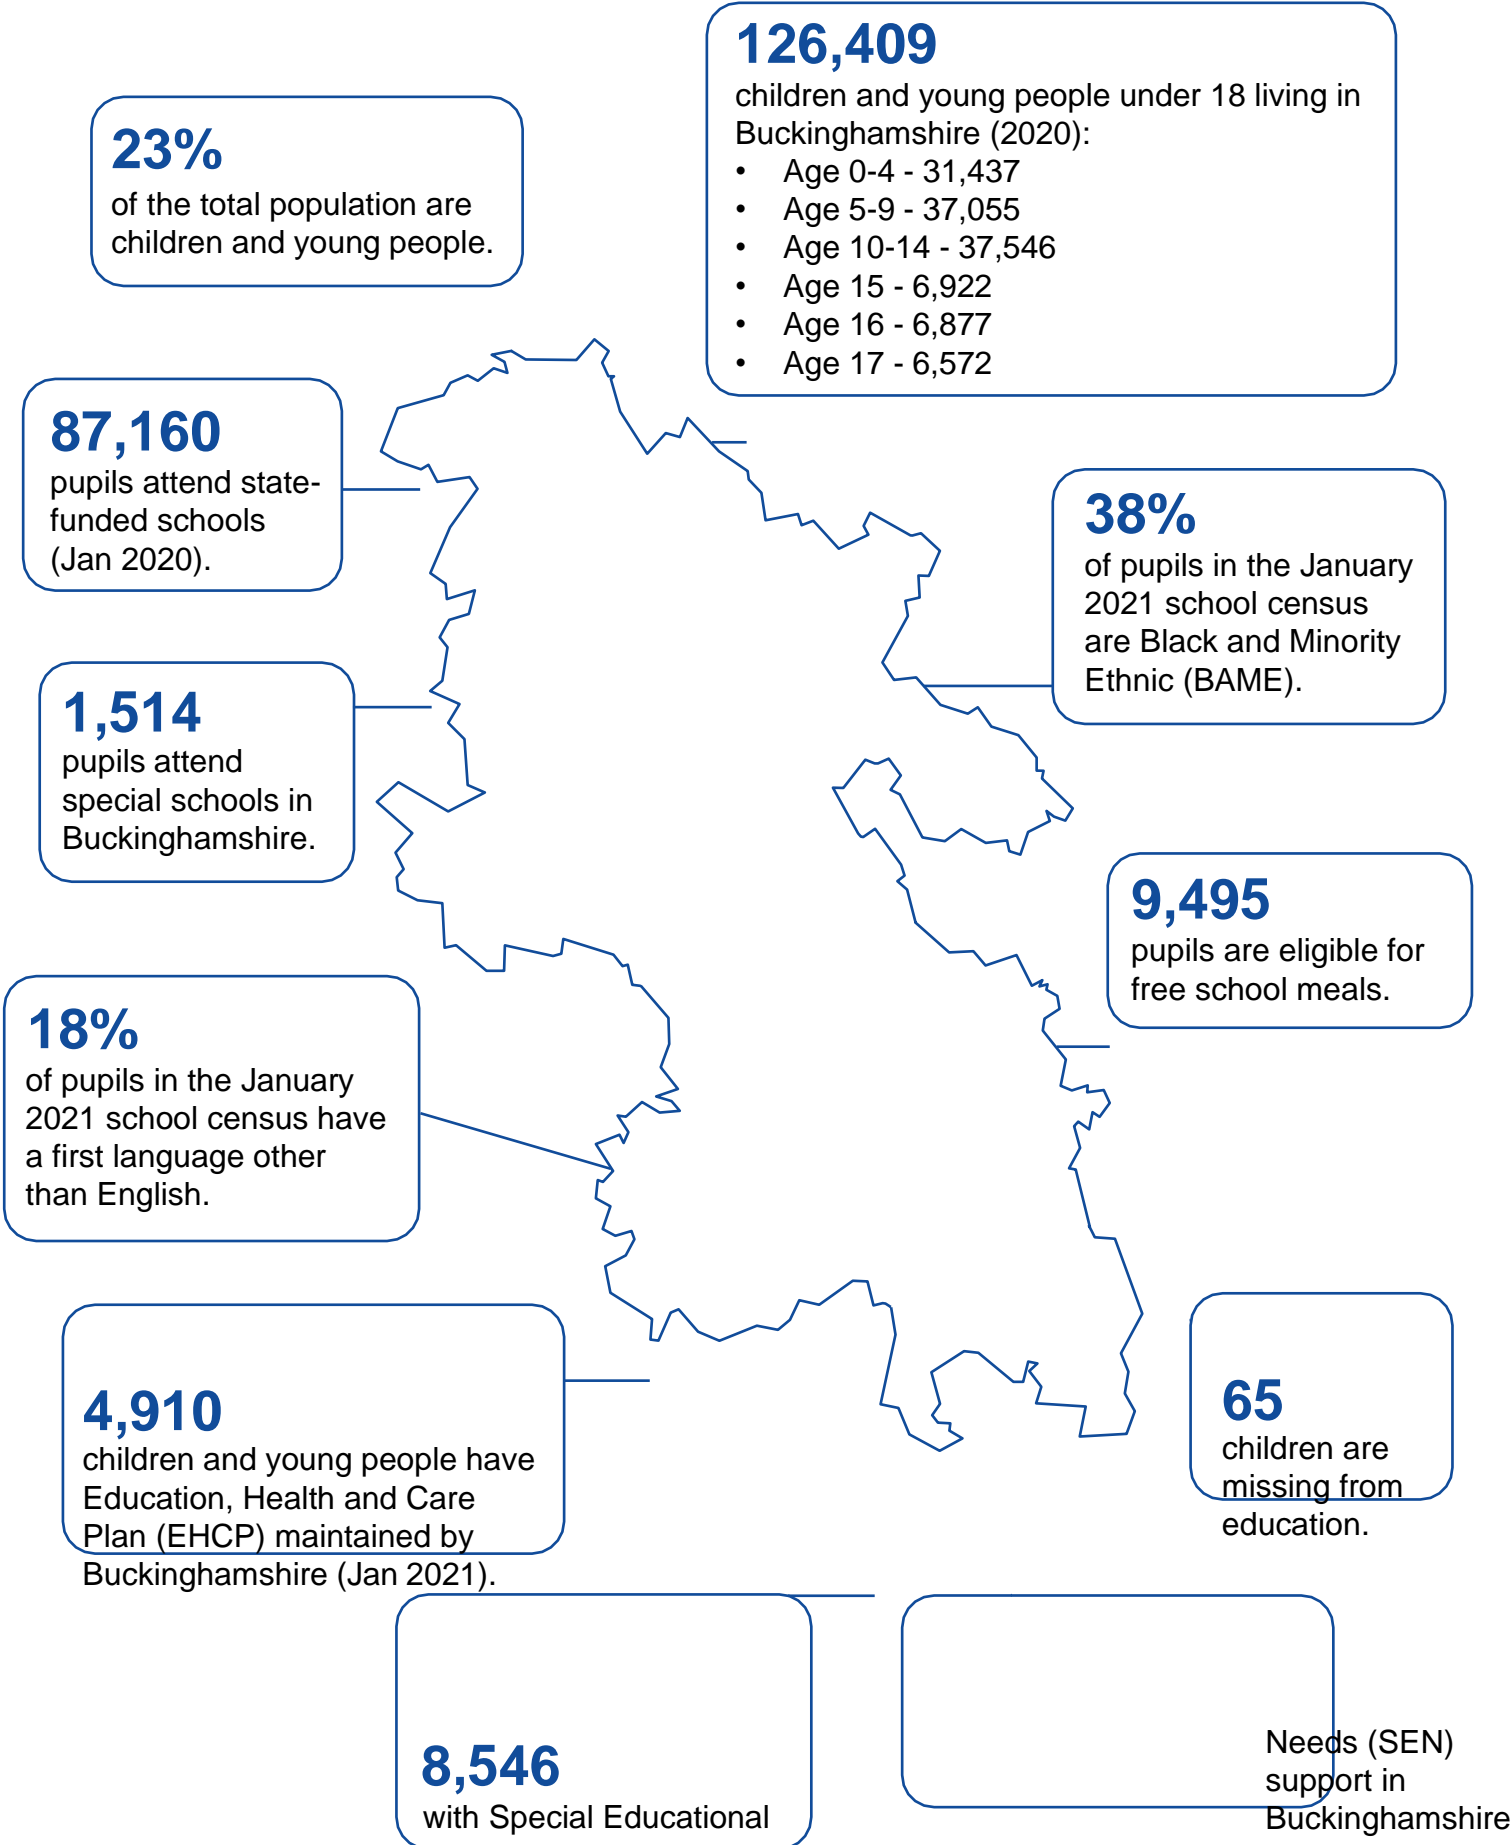 126,409
children and young people under 18 living in
Buckinghamshire (2020):
• Age 0-4 - 31,437
• Age 5-9 - 37,055
• Age 10-14 - 37,546
• Age 15 - 6,922
• Age 16 - 6,877
• Age 17 - 6,572
23%
of the total population are
children and young people.
87,160
pupils attend state-
funded schools
(Jan 2020).
38%
of pupils in the January
2021 school census
are Black and Minority
Ethnic (BAME).
1,514
pupils attend
special schools in
Buckinghamshire.
9,495
pupils are eligible for
free school meals.
18%
of pupils in the January
2021 school census have
a first language other
than English.
4,910
children and young people have
Education, Health and Care
Plan (EHCP) maintained by
Buckinghamshire (Jan 2021).
65
children are
missing from
education.
8,546
with Special Educational
Needs (SEN)
support in
Buckinghamshire